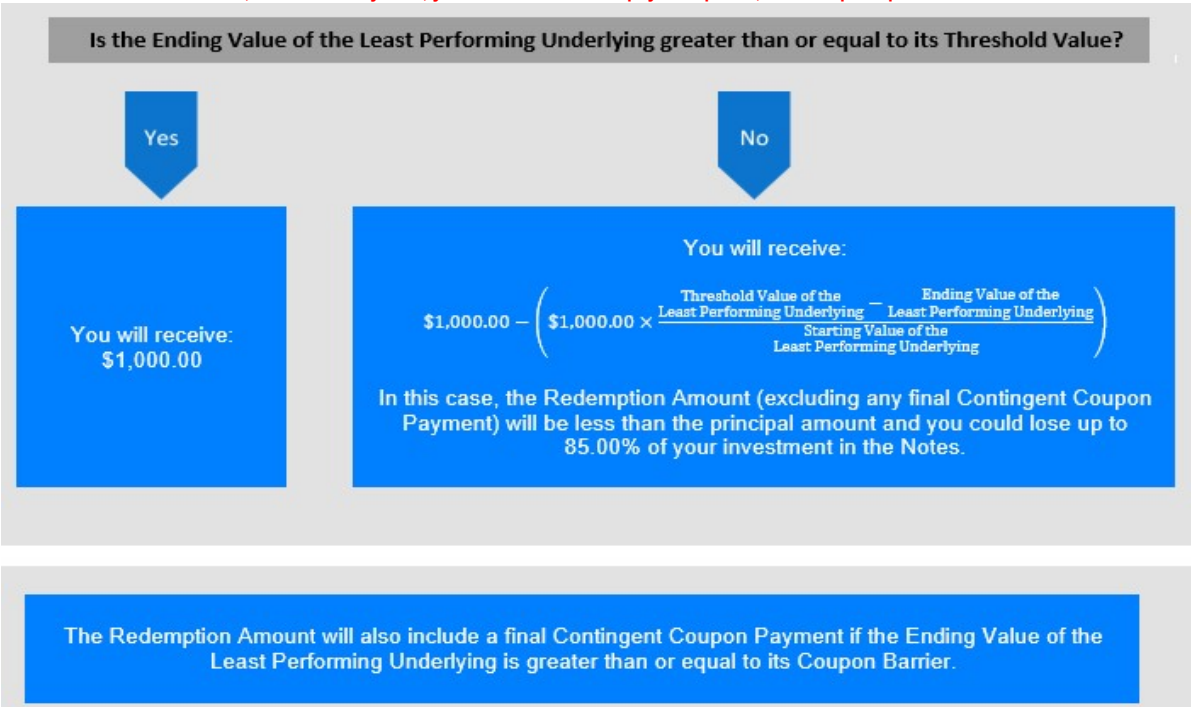 Is the Ending Value of the Least Performing Underlying greater than or equal to its Threshold Value?
Yes
No
You will receive:
$1,000.00
You will receive:
$1,000.00 − ( $1,000.00 × (Threshold Value of the Least Performing Underlying − Ending Value of the Least Performing Underlying) / Starting Value of the Least Performing Underlying )
In this case, the Redemption Amount (excluding any final Contingent Coupon
Payment) will be less than the principal amount and you could lose up to
85.00% of your investment in the Notes.
The Redemption Amount will also include a final Contingent Coupon Payment if the Ending Value of the
Least Performing Underlying is greater than or equal to its Coupon Barrier.